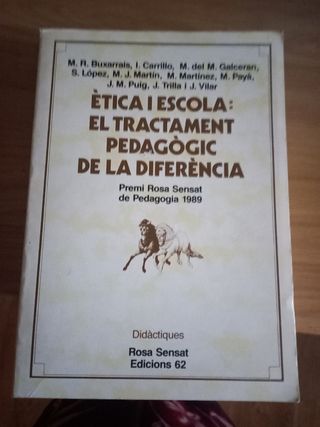 M. R. Buxarrais, I. Carrillo, M. del M. Galceran,
S. López, M. J. Martín, M. Martínez, M. Payà,
J. M. Puig, J. Trilla i J. Vilar
ÈTICA I ESCOLA:
EL TRACTAMENT
PEDAGÒGIC
DE LA DIFERÈNCIA
Premi Rosa Sensat
de Pedagogia 1989
Didàctiques
Rosa Sensat
Edicions 62